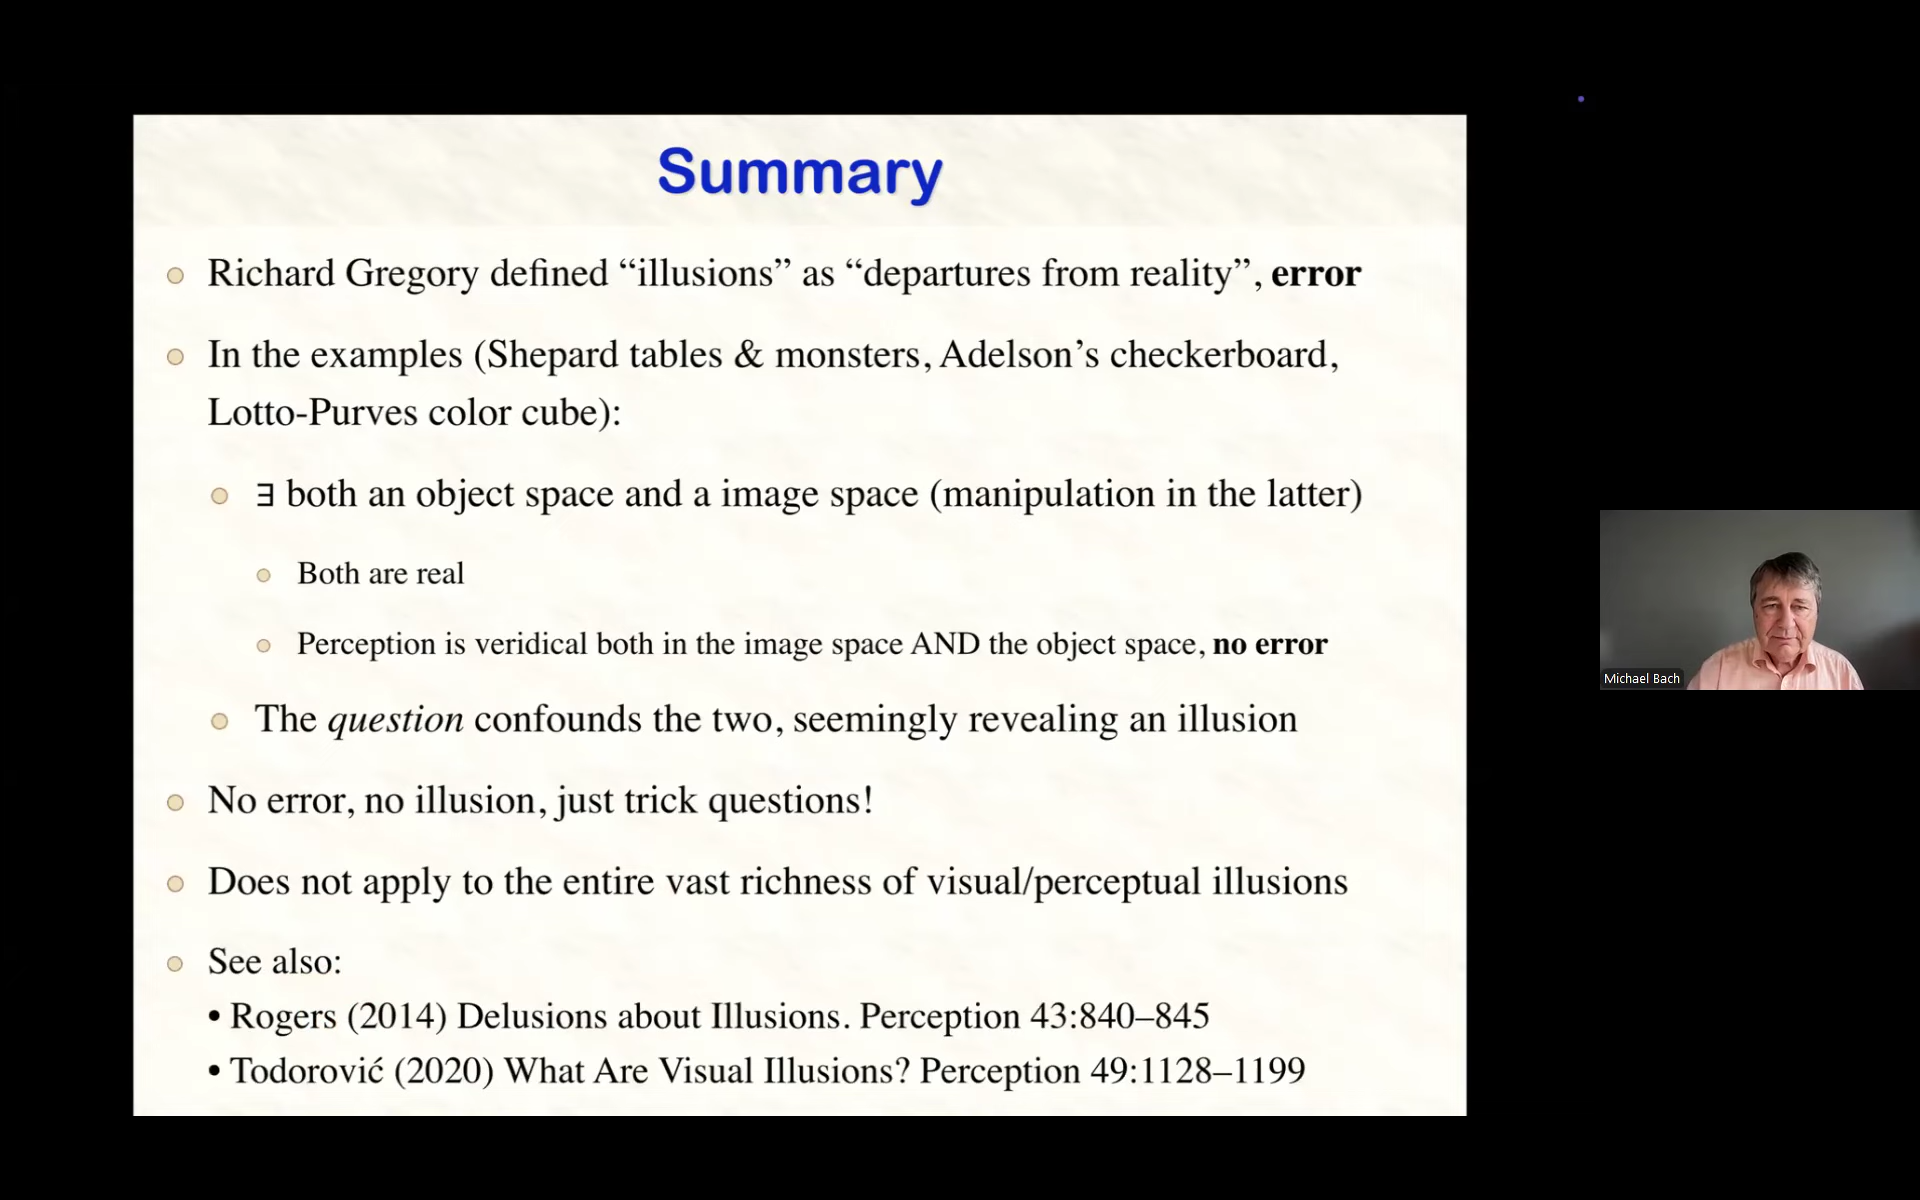 Summary
Richard Gregory defined “illusions” as “departures from reality”, error
In the examples (Shepard tables & monsters, Adelson’s checkerboard,
Lotto-Purves color cube):
∃ both an object space and a image space (manipulation in the latter)
Both are real
Perception is veridical both in the image space AND the object space, no error
The question confounds the two, seemingly revealing an illusion
No error, no illusion, just trick questions!
Does not apply to the entire vast richness of visual/perceptual illusions
See also:
• Rogers (2014) Delusions about Illusions. Perception 43:840–845
• Todorović (2020) What Are Visual Illusions? Perception 49:1128–1199
Michael Bach